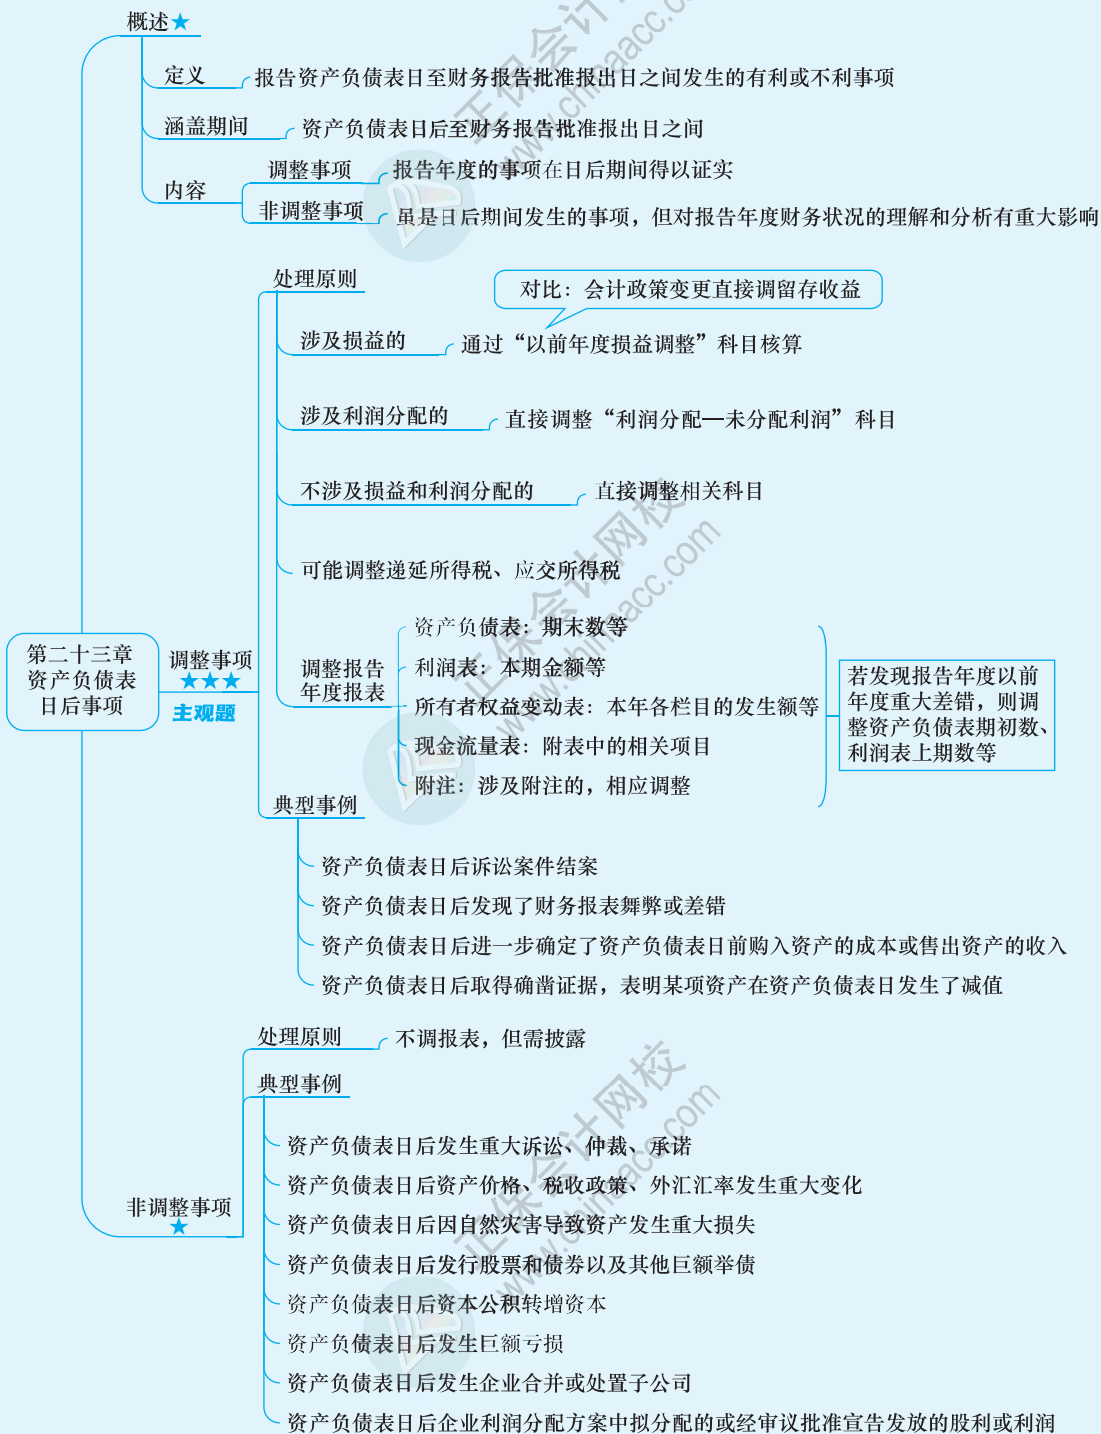 概述★
定义
报告资产负债表日至财务报告批准报出日之间发生的有利或不利事项
涵盖期间
资产负债表日后至财务报告批准报出日之间
内容
调整事项
报告年度的事项在日后期间得以证实
非调整事项
虽是日后期间发生的事项，但对报告年度财务状况的理解和分析有重大影响
第二十三章
资产负债表
日后事项
调整事项
★★★
主观题
处理原则
对比：会计政策变更直接调留存收益
涉及损益的
通过“以前年度损益调整”科目核算
涉及利润分配的
直接调整“利润分配—未分配利润”科目
不涉及损益和利润分配的
直接调整相关科目
可能调整递延所得税、应交所得税
调整报告
年度报表
资产负债表：期末数等
利润表：本期金额等
所有者权益变动表：本年各栏目的发生额等
现金流量表：附表中的相关项目
附注：涉及附注的，相应调整
若发现报告年度以前
年度重大差错，则调
整资产负债表期初数、
利润表上期数等
典型事例
资产负债表日后诉讼案件结案
资产负债表日后发现了财务报表舞弊或差错
资产负债表日后进一步确定了资产负债表日前购入资产的成本或售出资产的收入
资产负债表日后取得确凿证据，表明某项资产在资产负债表日发生了减值
非调整事项
★
处理原则
不调报表，但需披露
典型事例
资产负债表日后发生重大诉讼、仲裁、承诺
资产负债表日后资产价格、税收政策、外汇汇率发生重大变化
资产负债表日后因自然灾害导致资产发生重大损失
资产负债表日后发行股票和债券以及其他巨额举债
资产负债表日后资本公积转增资本
资产负债表日后发生巨额亏损
资产负债表日后发生企业合并或处置子公司
资产负债表日后企业利润分配方案中拟分配的或经审议批准宣告发放的股利或利润
正保会计网校
www.chinaacc.com
正保会计网校
www.chinaacc.com
正保会计网校
www.chinaacc.com